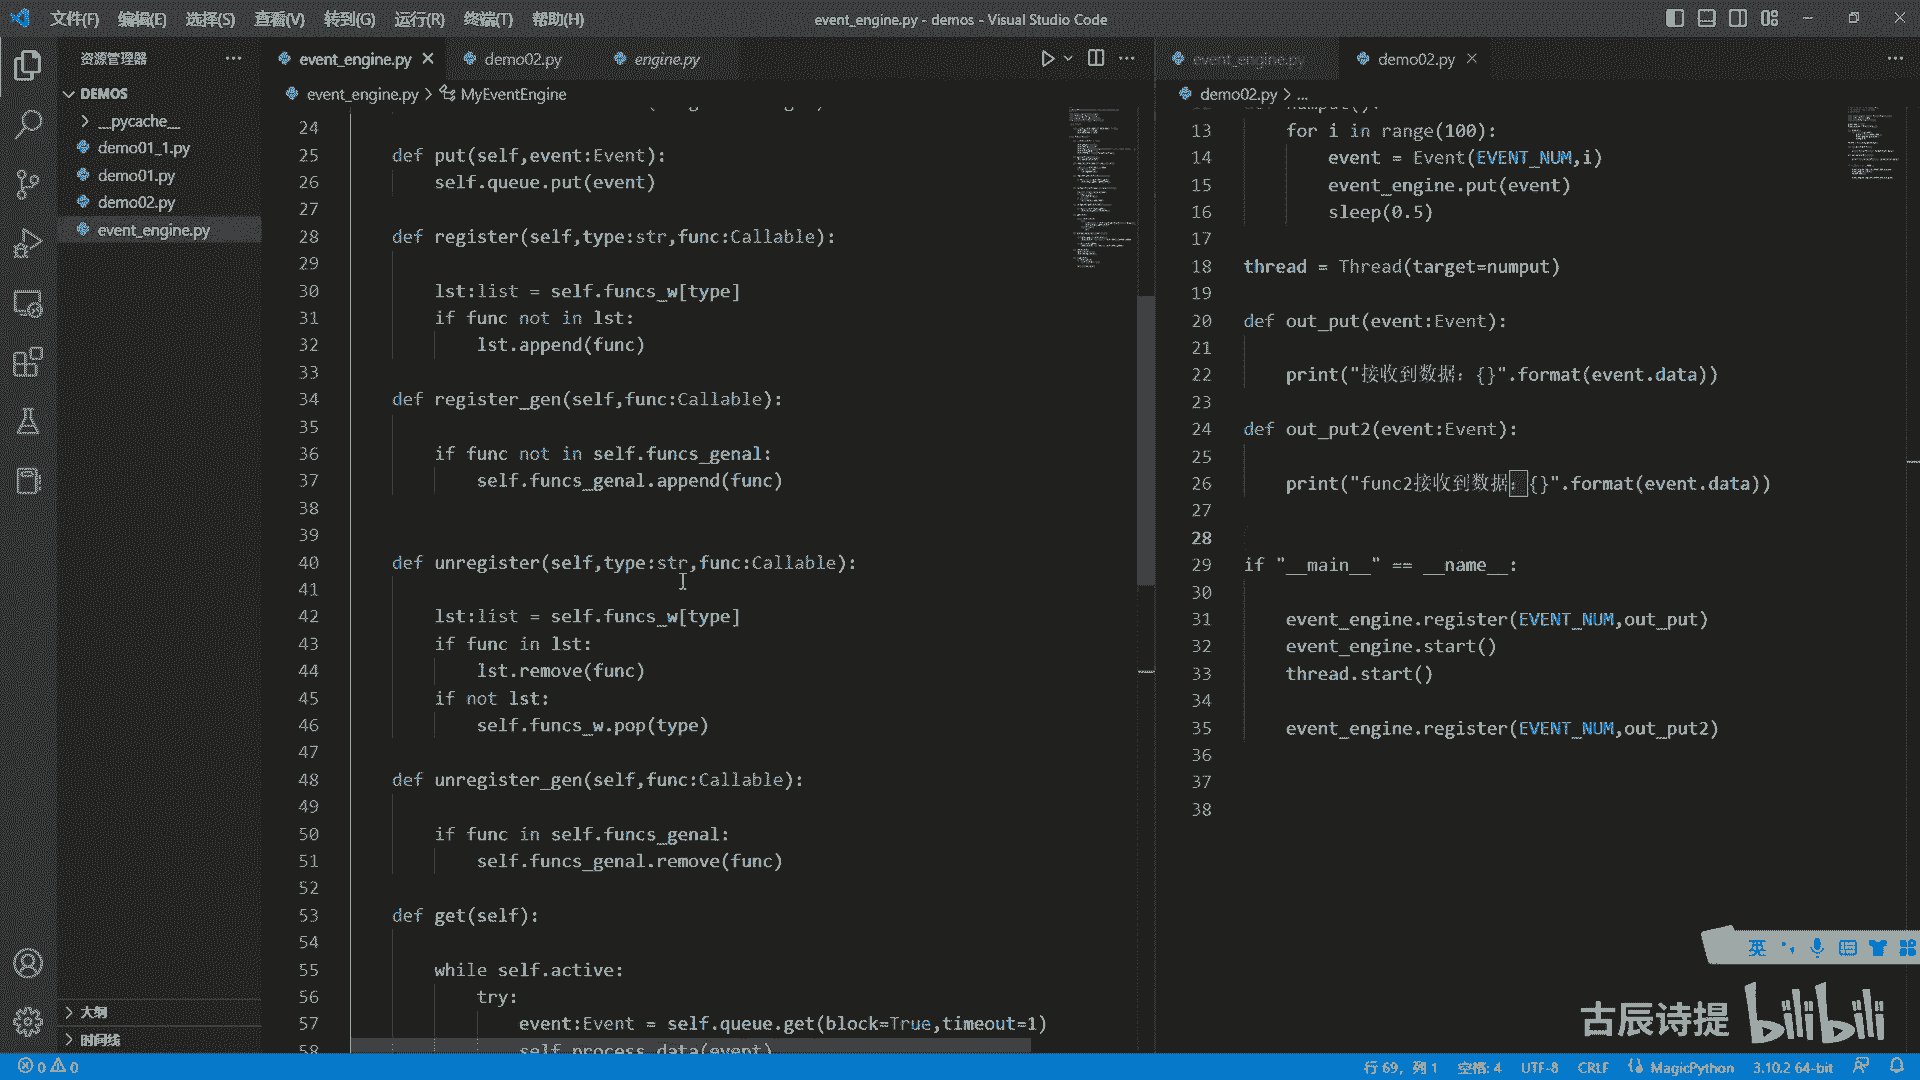 文件(F) 编辑(E) 选择(S) 查看(V) 转到(G) 运行(R) 终端(T) 帮助(H)
event_engine.py - demos - Visual Studio Code
资源管理器
DEMOS
__pycache__
demo01_1.py
demo01.py
demo02.py
event_engine.py
大纲
时间线
event_engine.py demo02.py engine.py
event_engine.py > MyEventEngine
24
25 def put(self,event:Event):
26 self.queue.put(event)
27
28 def register(self,type:str,func:Callable):
29
30 lst:list = self.funcs_w[type]
31 if func not in lst:
32 lst.append(func)
33
34 def register_gen(self,func:Callable):
35
36 if func not in self.funcs_genal:
37 self.funcs_genal.append(func)
38
39
40 def unregister(self,type:str,func:Callable):
41
42 lst:list = self.funcs_w[type]
43 if func in lst:
44 lst.remove(func)
45 if not lst:
46 self.funcs_w.pop(type)
47
48 def unregister_gen(self,func:Callable):
49
50 if func in self.funcs_genal:
51 self.funcs_genal.remove(func)
52
53 def get(self):
54
55 while self.active:
56 try:
57 event:Event = self.queue.get(block=True,timeout=1)
58 self.process_data(event)
event_engine.py demo02.py
demo02.py > ...
13 for i in range(100):
14 event = Event(EVENT_NUM,i)
15 event_engine.put(event)
16 sleep(0.5)
17
18 thread = Thread(target=numput)
19
20 def out_put(event:Event):
21
22 print("接收到数据：{}".format(event.data))
23
24 def out_put2(event:Event):
25
26 print("func2接收到数据：{}".format(event.data))
27
28
29 if "__main__" == __name__:
30
31 event_engine.register(EVENT_NUM,out_put)
32 event_engine.start()
33 thread.start()
34
35 event_engine.register(EVENT_NUM,out_put2)
36
37
38
英
古辰诗提 bilibili
0 0 行 69，列 1 空格: 4 UTF-8 CRLF MagicPython 3.10.2 64-bit